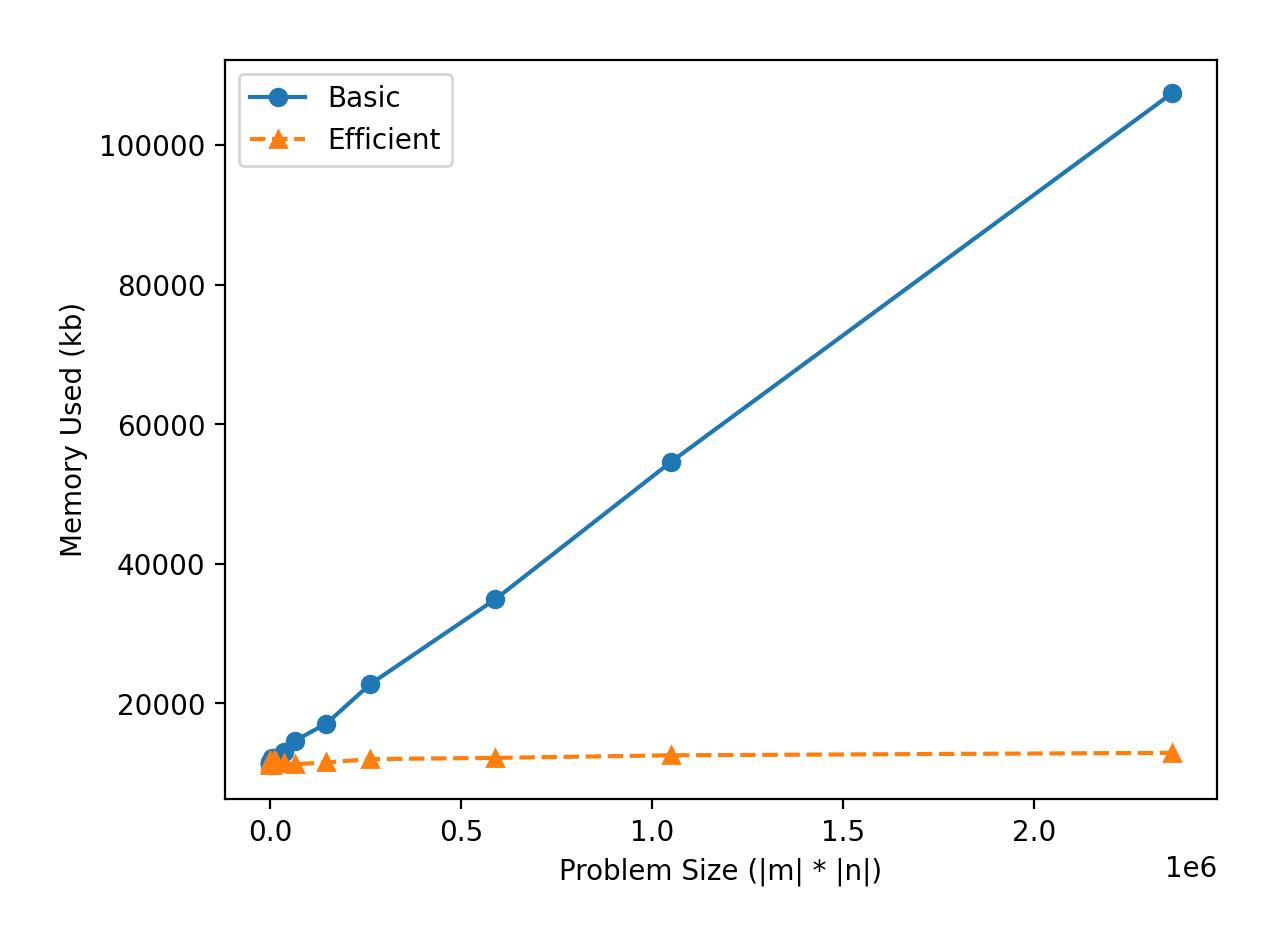 Basic
Efficient
100000
80000
60000
40000
20000
Memory Used (kb)
0.0
0.5
1.0
1.5
2.0
1e6
Problem Size (|m| * |n|)